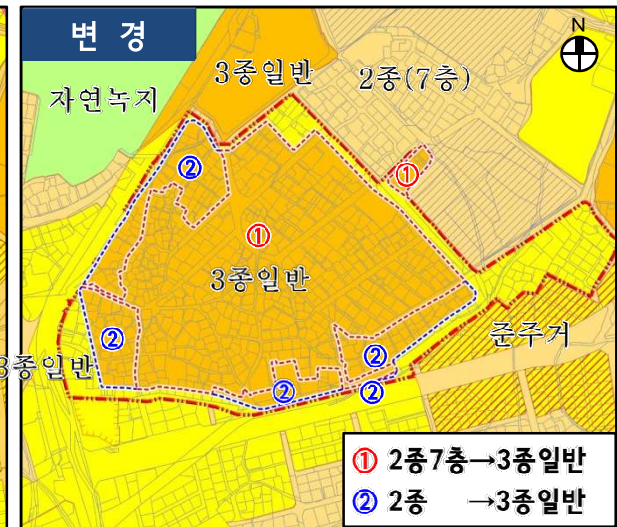 변 경
N
3종일반
2종(7층)
자연녹지
②
①
①
3종일반
②
준주거
3종일반
②
②
②
① 2종7층→3종일반
② 2종 →3종일반